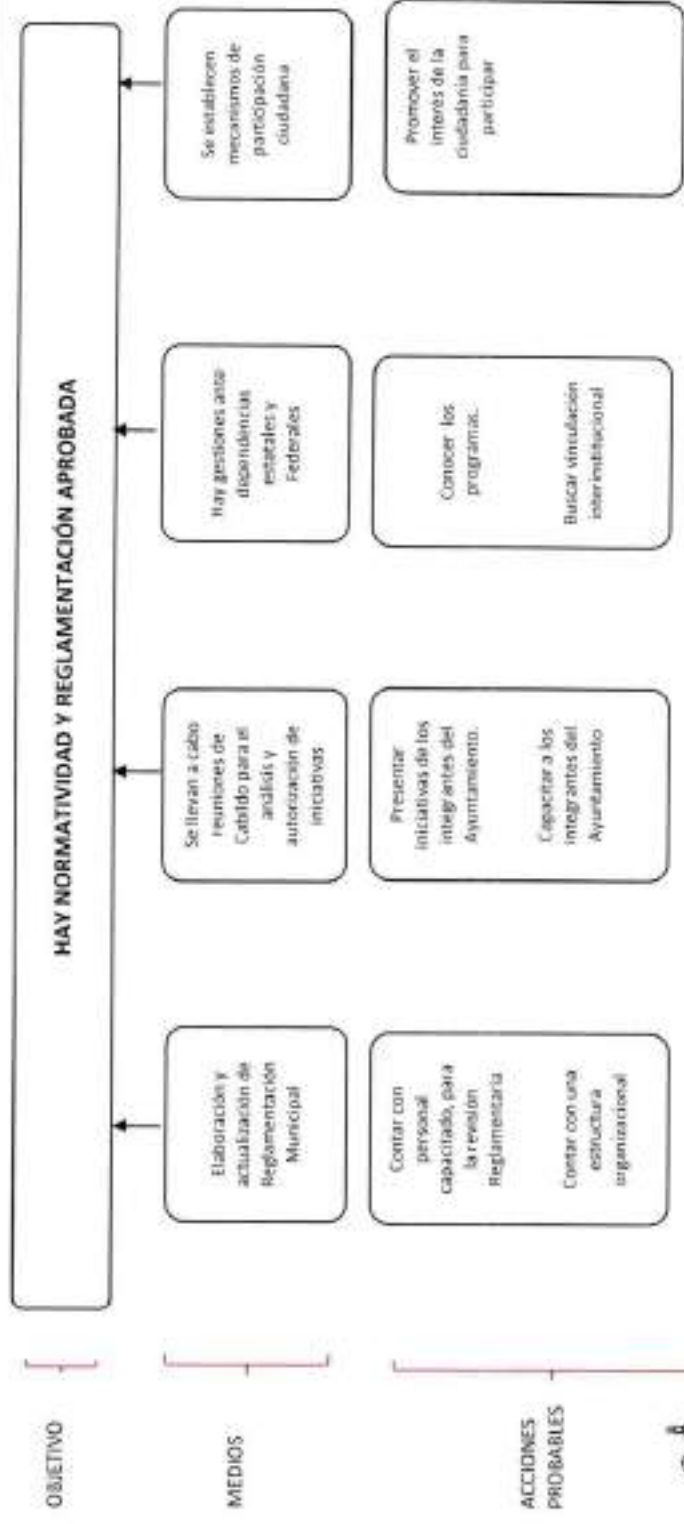 OBJETIVO
HAY NORMATIVIDAD Y REGLAMENTACIÓN APROBADA
MEDIOS
Elaboración y
actualización de
Reglamentación
Municipal
Se llevan a cabo
reuniones de
Cabildo para el
análisis y
autorización de
iniciativas
Hay gestiones ante
dependencias
estatales y
Federales
Se establecen
mecanismos de
participación
ciudadana
ACCIONES
PROBABLES
Contar con
personal
capacitado, para
la revisión
Reglamentaria
Contar con una
estructura
organizacional
Presentar
iniciativas de los
integrantes del
Ayuntamiento.
Capacitar a los
integrantes del
Ayuntamiento
Conocer los
programas.
Buscar vinculación
interinstitucional
Promover el
interés de la
ciudadanía para
participar